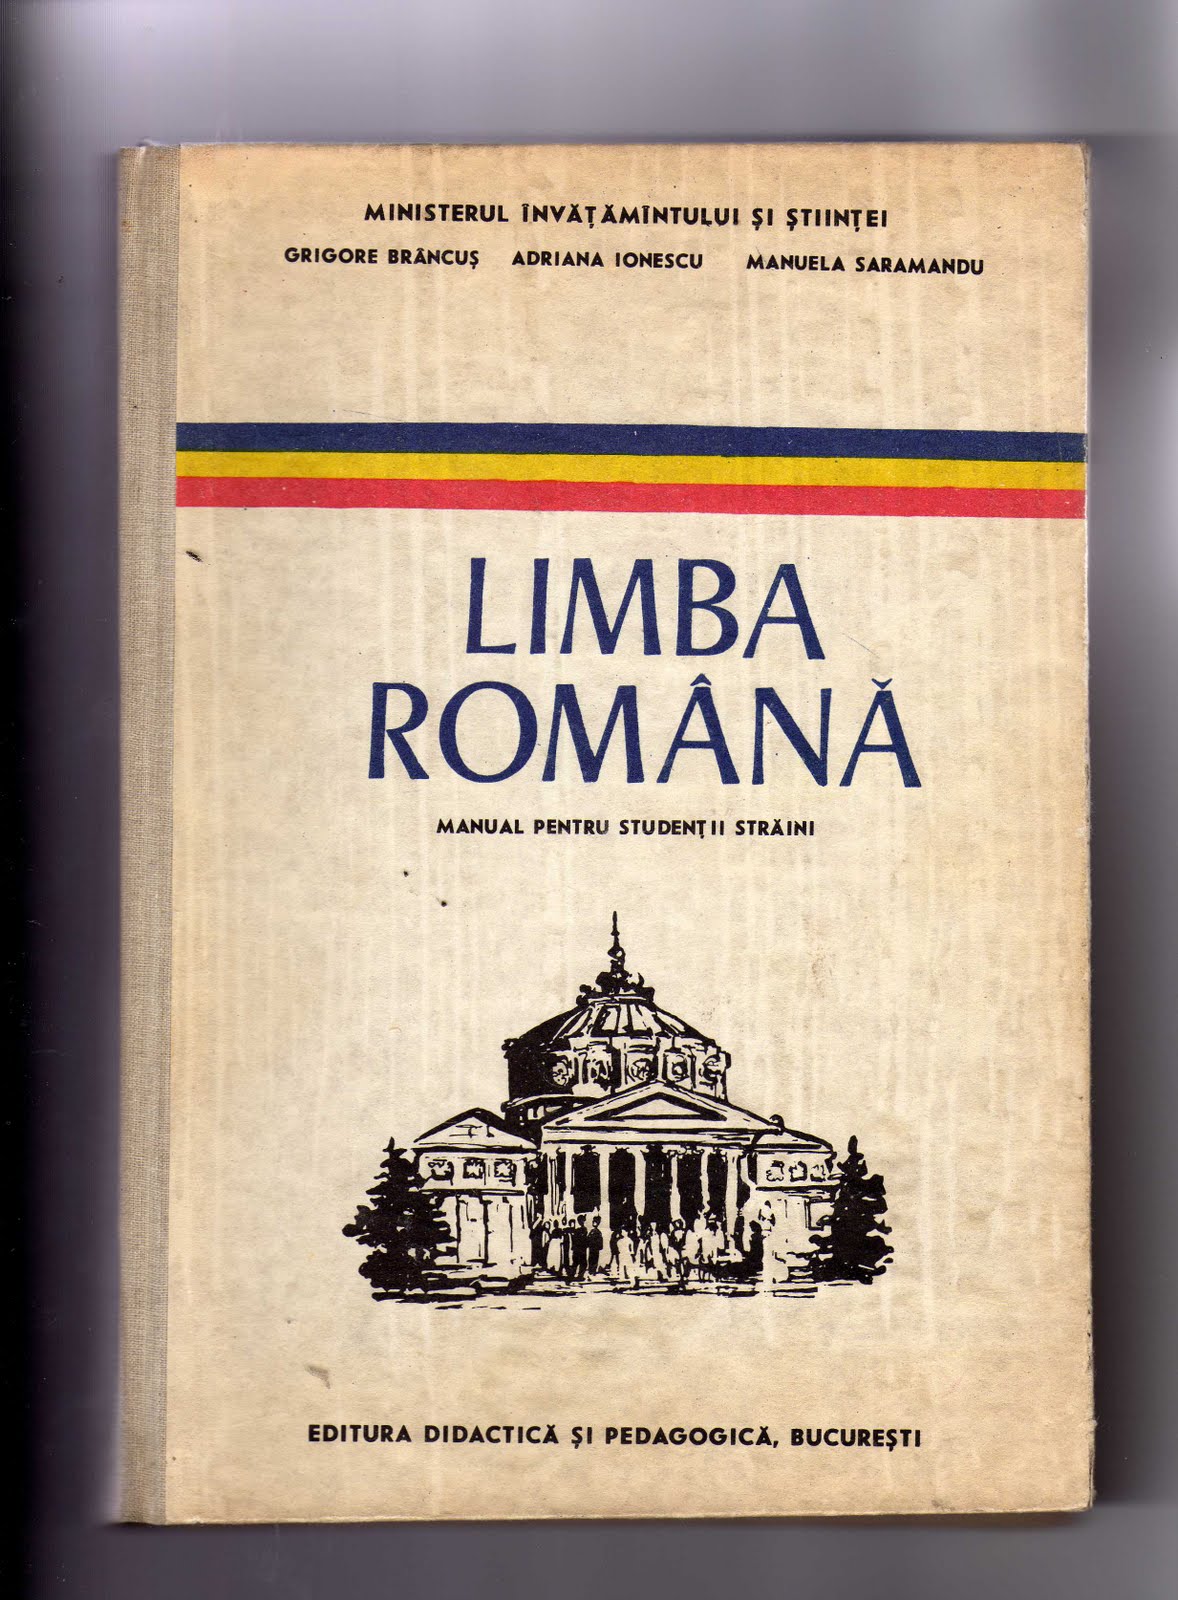 MINISTERUL ÎNVĂȚĂMÎNTULUI ȘI ȘTIINȚEI
GRIGORE BRÂNCUȘ ADRIANA IONESCU MANUELA SARAMANDU
LIMBA
ROMÂNĂ
MANUAL PENTRU STUDENȚII STRĂINI
EDITURA DIDACTICĂ ȘI PEDAGOGICĂ, BUCUREȘTI